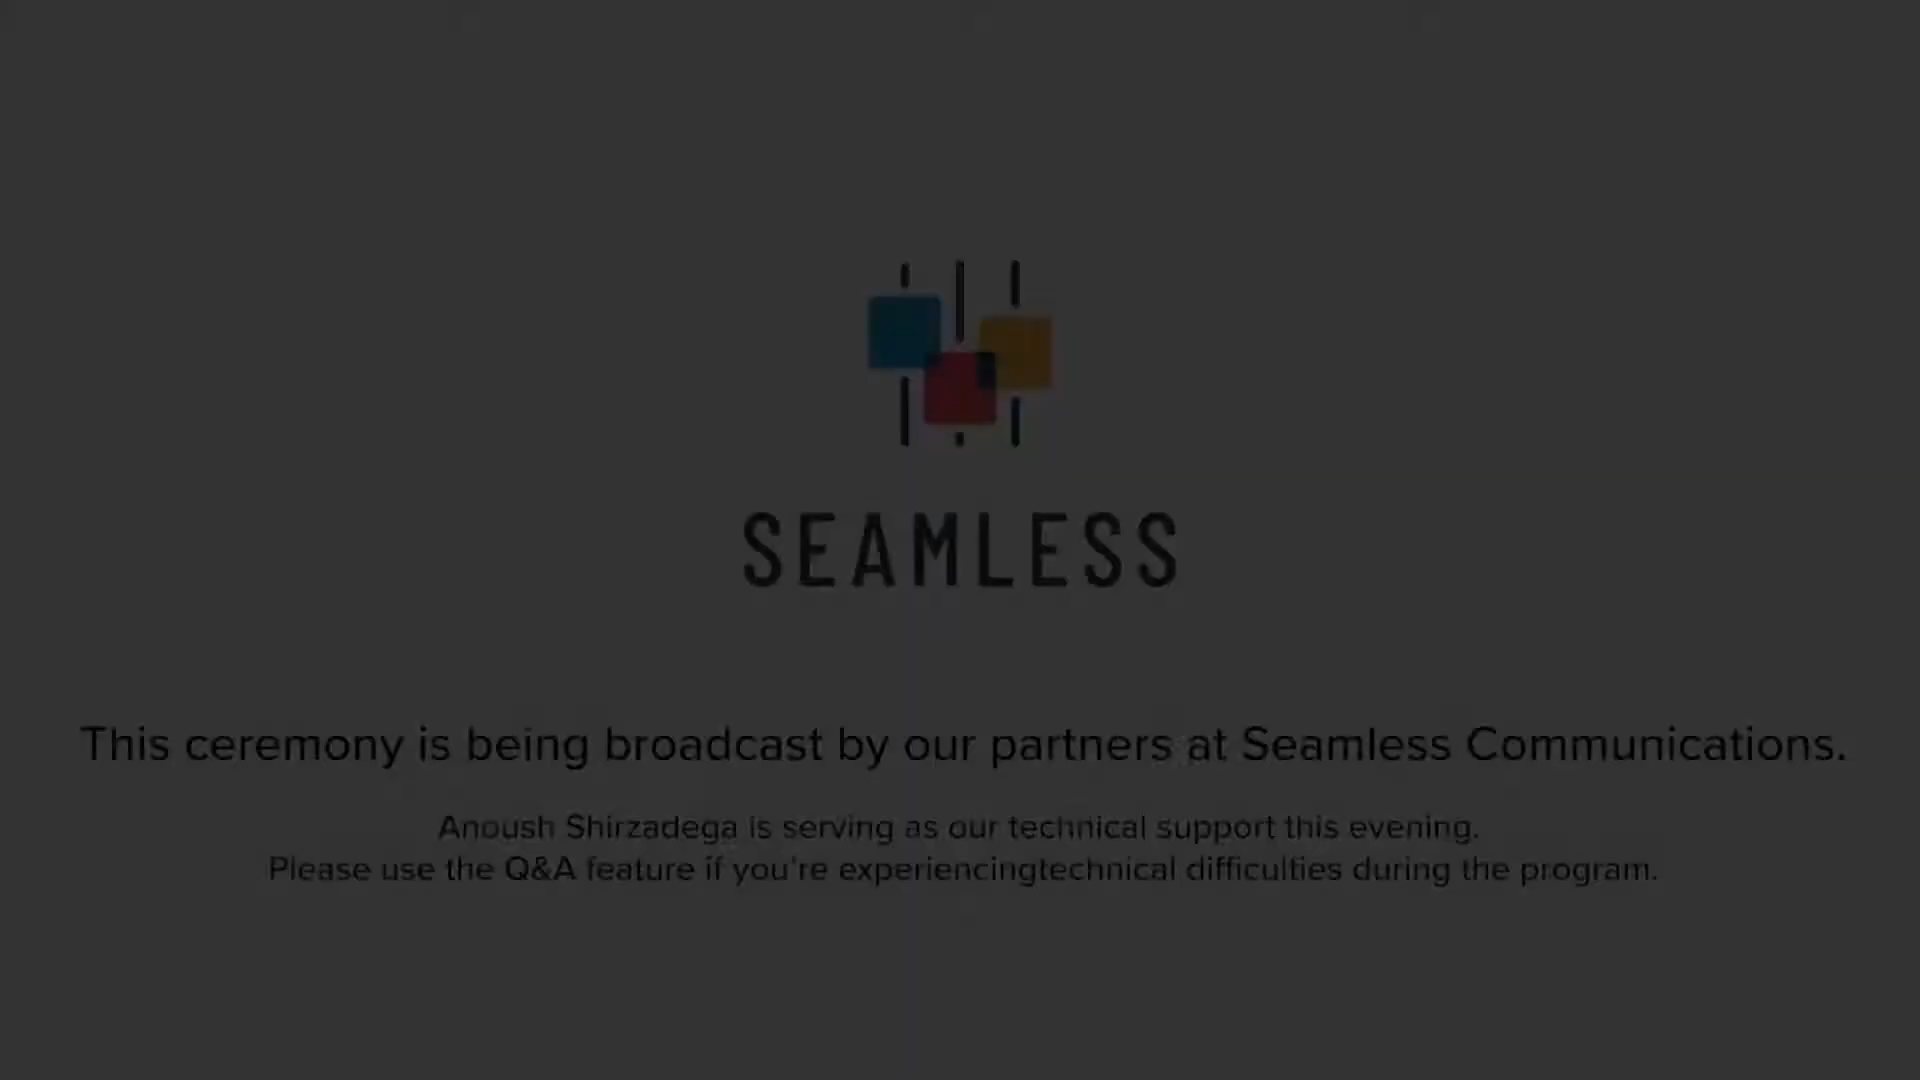 SEAMLESS
This ceremony is being broadcast by our partners at Seamless Communications.
Anoush Shirzadega is serving as our technical support this evening.
Please use the Q&A feature if you're experiencingtechnical difficulties during the program.